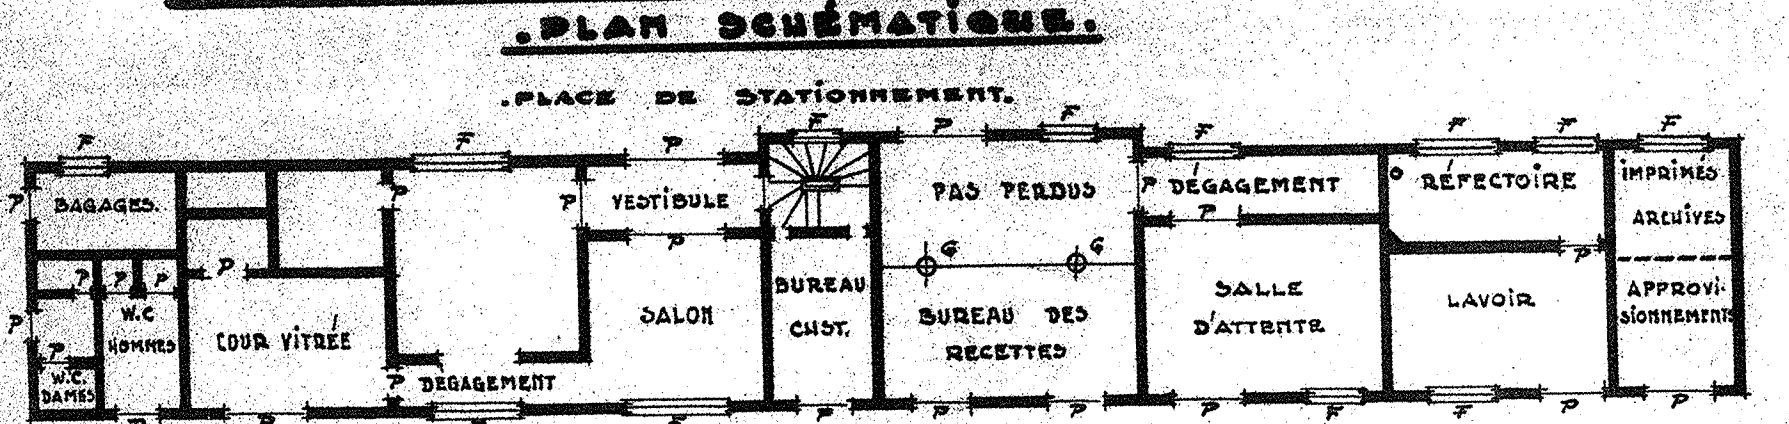 .PLAN SCHÉMATIQUE.
.PLACE DE STATIONNEMENT.
F
F
P
F
P
F
F
F
F
F
P
BAGAGES.
P
P
VESTIBULE
P
PAS PERDUS
P
DÉGAGEMENT
P
RÉFECTOIRE
IMPRIMÉS
ARCHIVES
P
P
P
P
W.C
HOMMES
P
P
W.C.
DAMES
COUR VITRÉE
P
DEGAGEMENT
SALON
BUREAU
CHST.
G
G
BUREAU DES
RECETTES
SALLE
D'ATTENTE
P
LAVOIR
APPROVI-
SIONNEMENTS
P
P
P
P
F
F
P
P